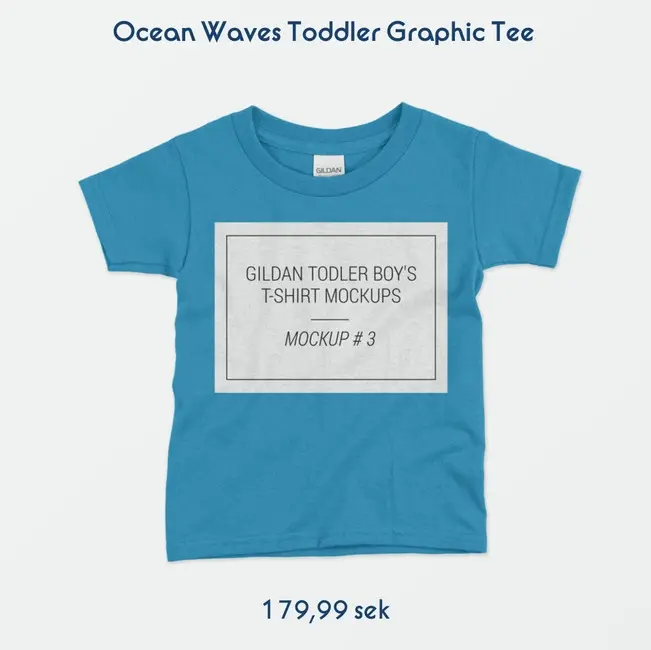 Ocean Waves Toddler Graphic Tee
GILDAN
GILDAN TODLER BOY'S
T-SHIRT MOCKUPS
MOCKUP # 3
179,99 sek